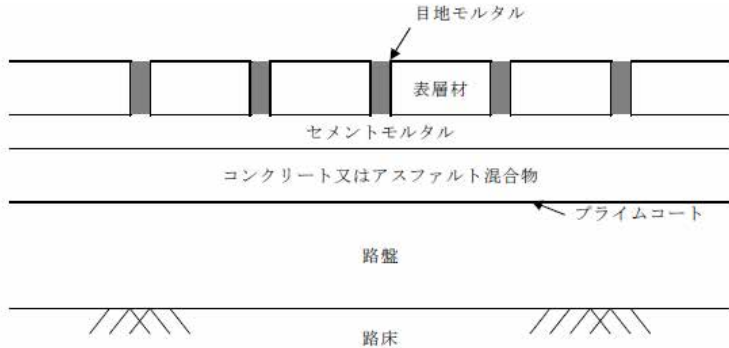 目地モルタル
表層材
セメントモルタル
コンクリート又はアスファルト混合物
プライムコート
路盤
路床